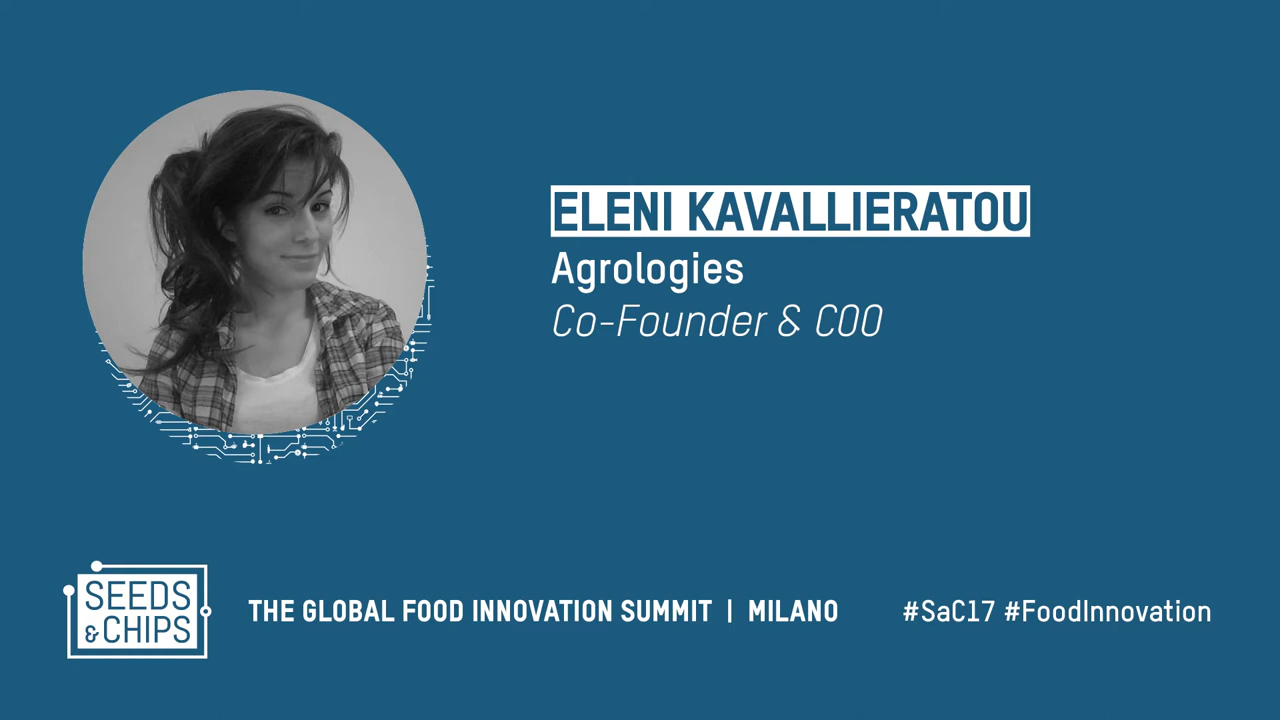 ELENI KAVALLIERATOU
Agrologies
Co-Founder & COO
SEEDS
& CHIPS
THE GLOBAL FOOD INNOVATION SUMMIT | MILANO
#SaC17 #FoodInnovation